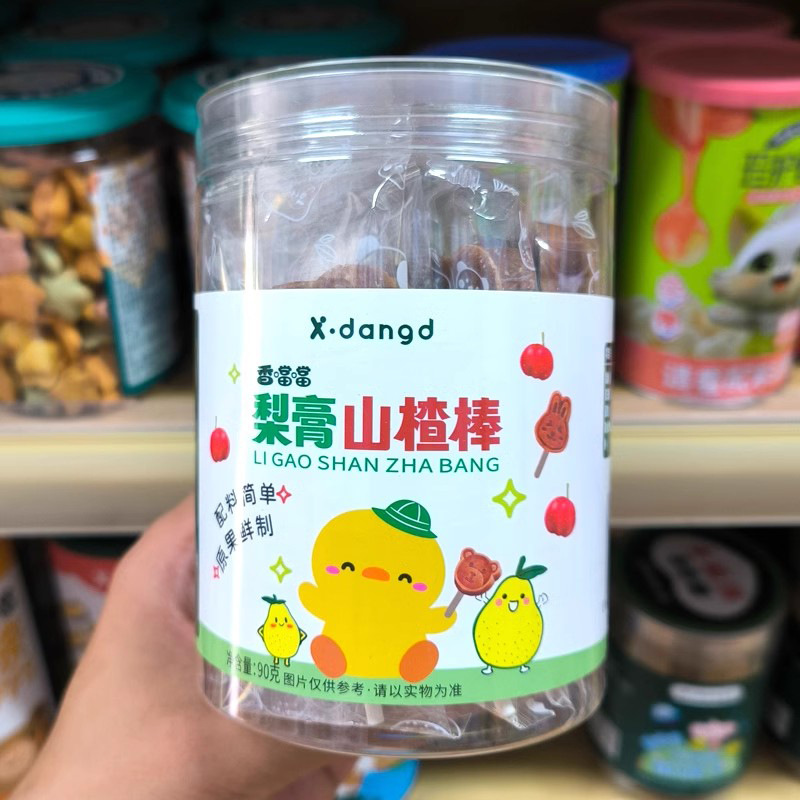 X·dangd
香噹噹
梨膏山楂棒
LI GAO SHAN ZHA BANG
配料简单
原果鲜制
净含量:90克 图片仅供参考·请以实物为准